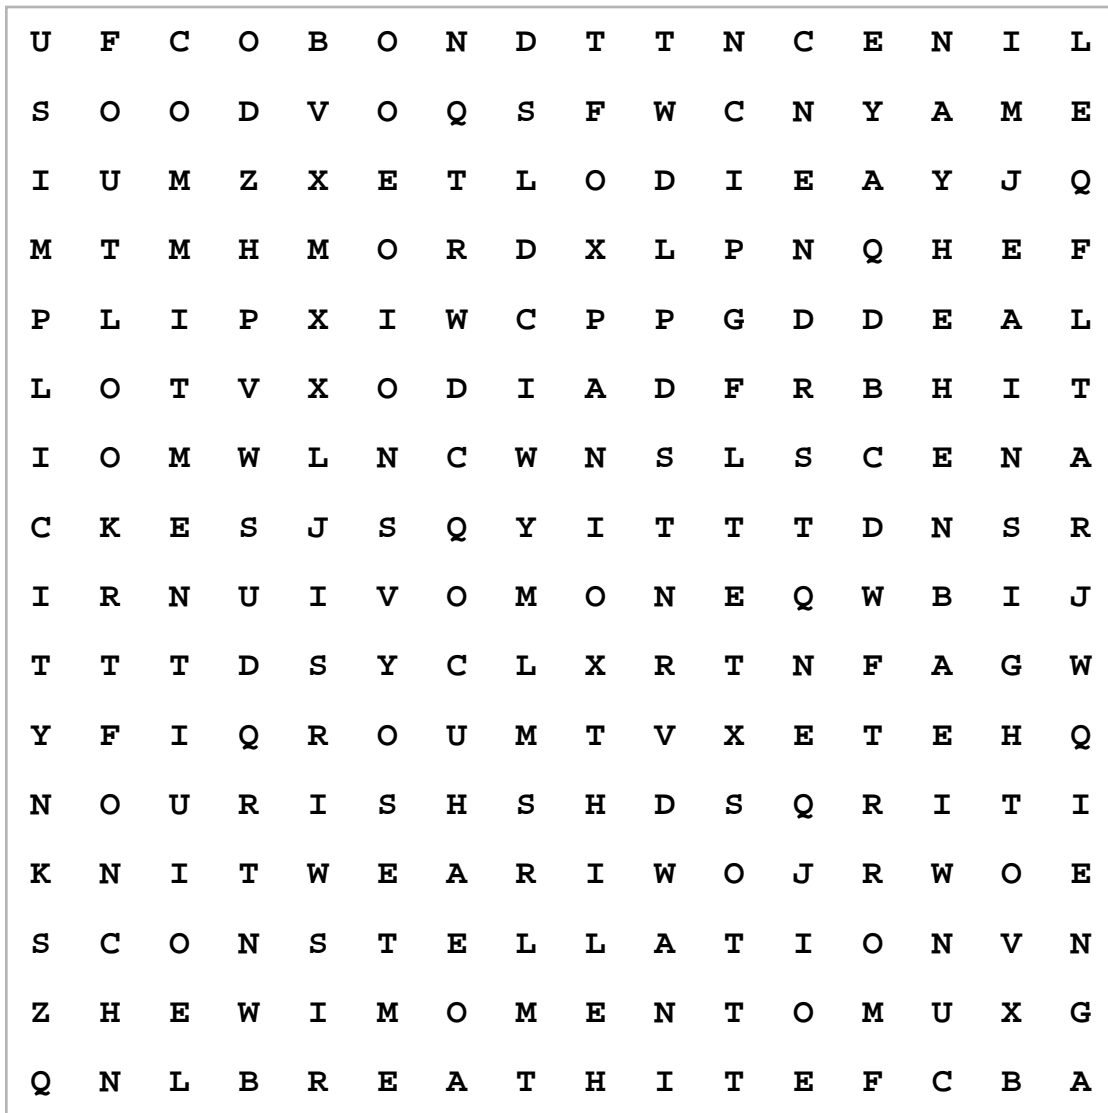 U F C O B O N D T T N C E N I L
S O O D V O Q S F W C N Y A M E
I U M Z X E T L O D I E A Y J Q
M T M H M O R D X L P N Q H E F
P L I P X I W C P P G D D E A L
L O T V X O D I A D F R B H I T
I O M W L N C W N S L S C E N A
C K E S J S Q Y I T T T D N S R
I R N U I V O M O N E Q W B I J
T T T D S Y C L X R T N F A G W
Y F I Q R O U M T V X E T E H Q
N O U R I S H S H D S Q R I T I
K N I T W E A R I W O J R W O E
S C O N S T E L L A T I O N V N
Z H E W I M O M E N T O M U X G
Q N L B R E A T H I T E F C B A